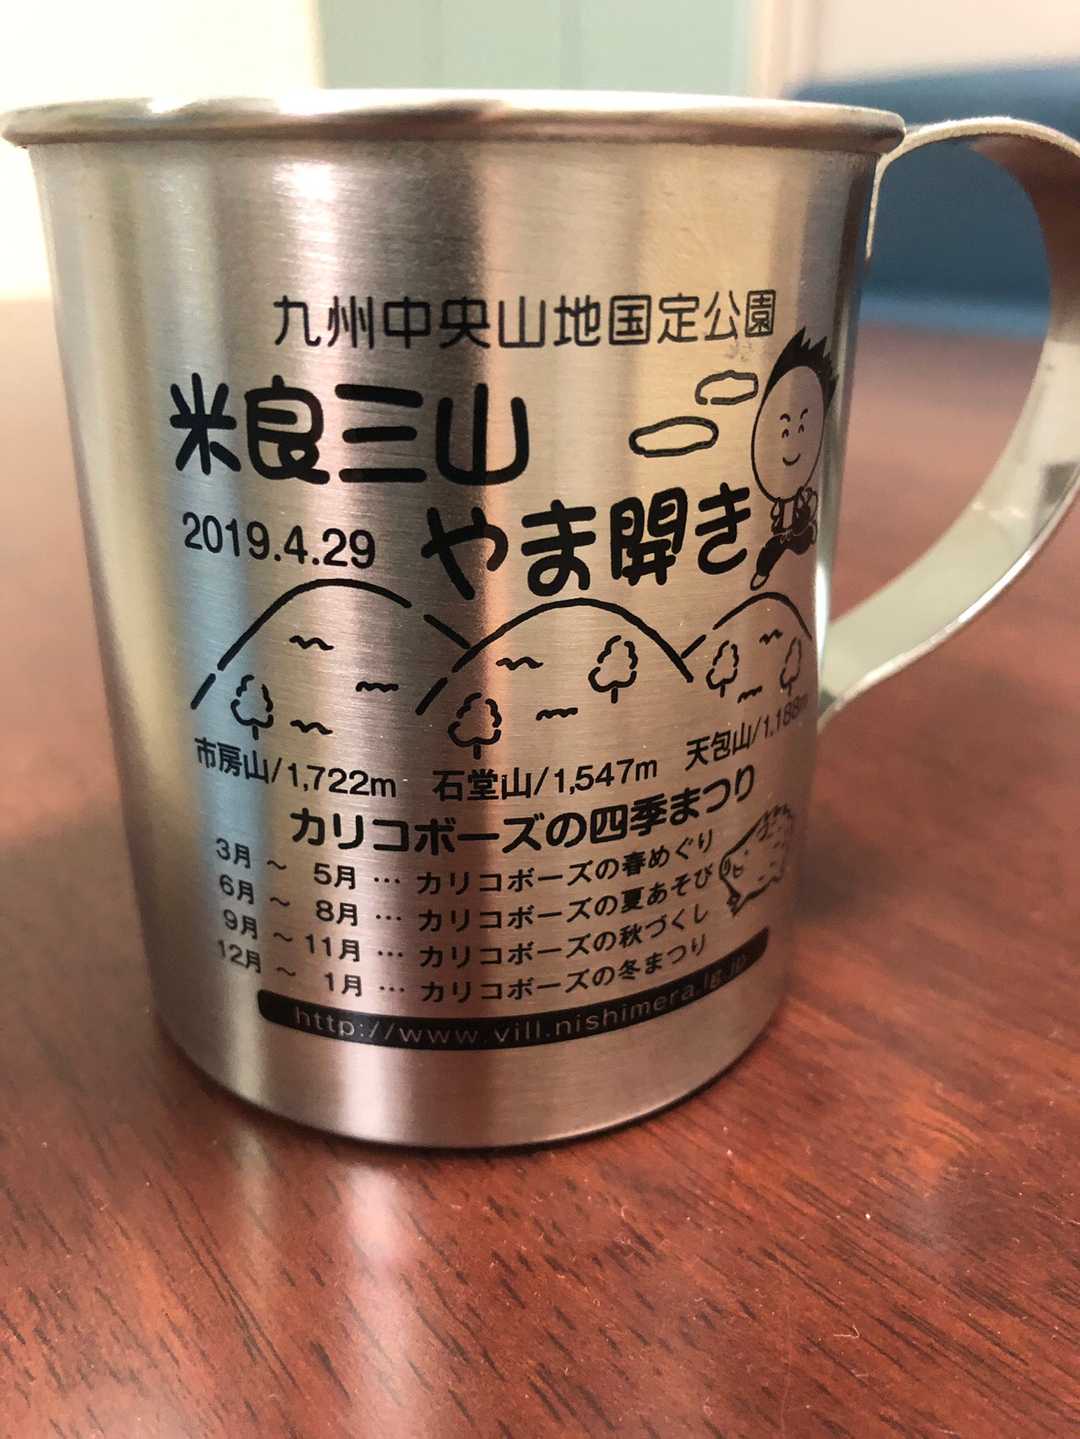 九州中央山地国定公園
米良三山
やま開き
2019.4.29
市房山/1,722m 石堂山/1,547m 天包山/1,188m
カリコボーズの四季まつり
3月 ～ 5月 … カリコボーズの春めぐり
6月 ～ 8月 … カリコボーズの夏あそび
9月 ～ 11月 … カリコボーズの秋づくし
12月 ～ 1月 … カリコボーズの冬まつり
http://www.vill.nishimera.lg.jp